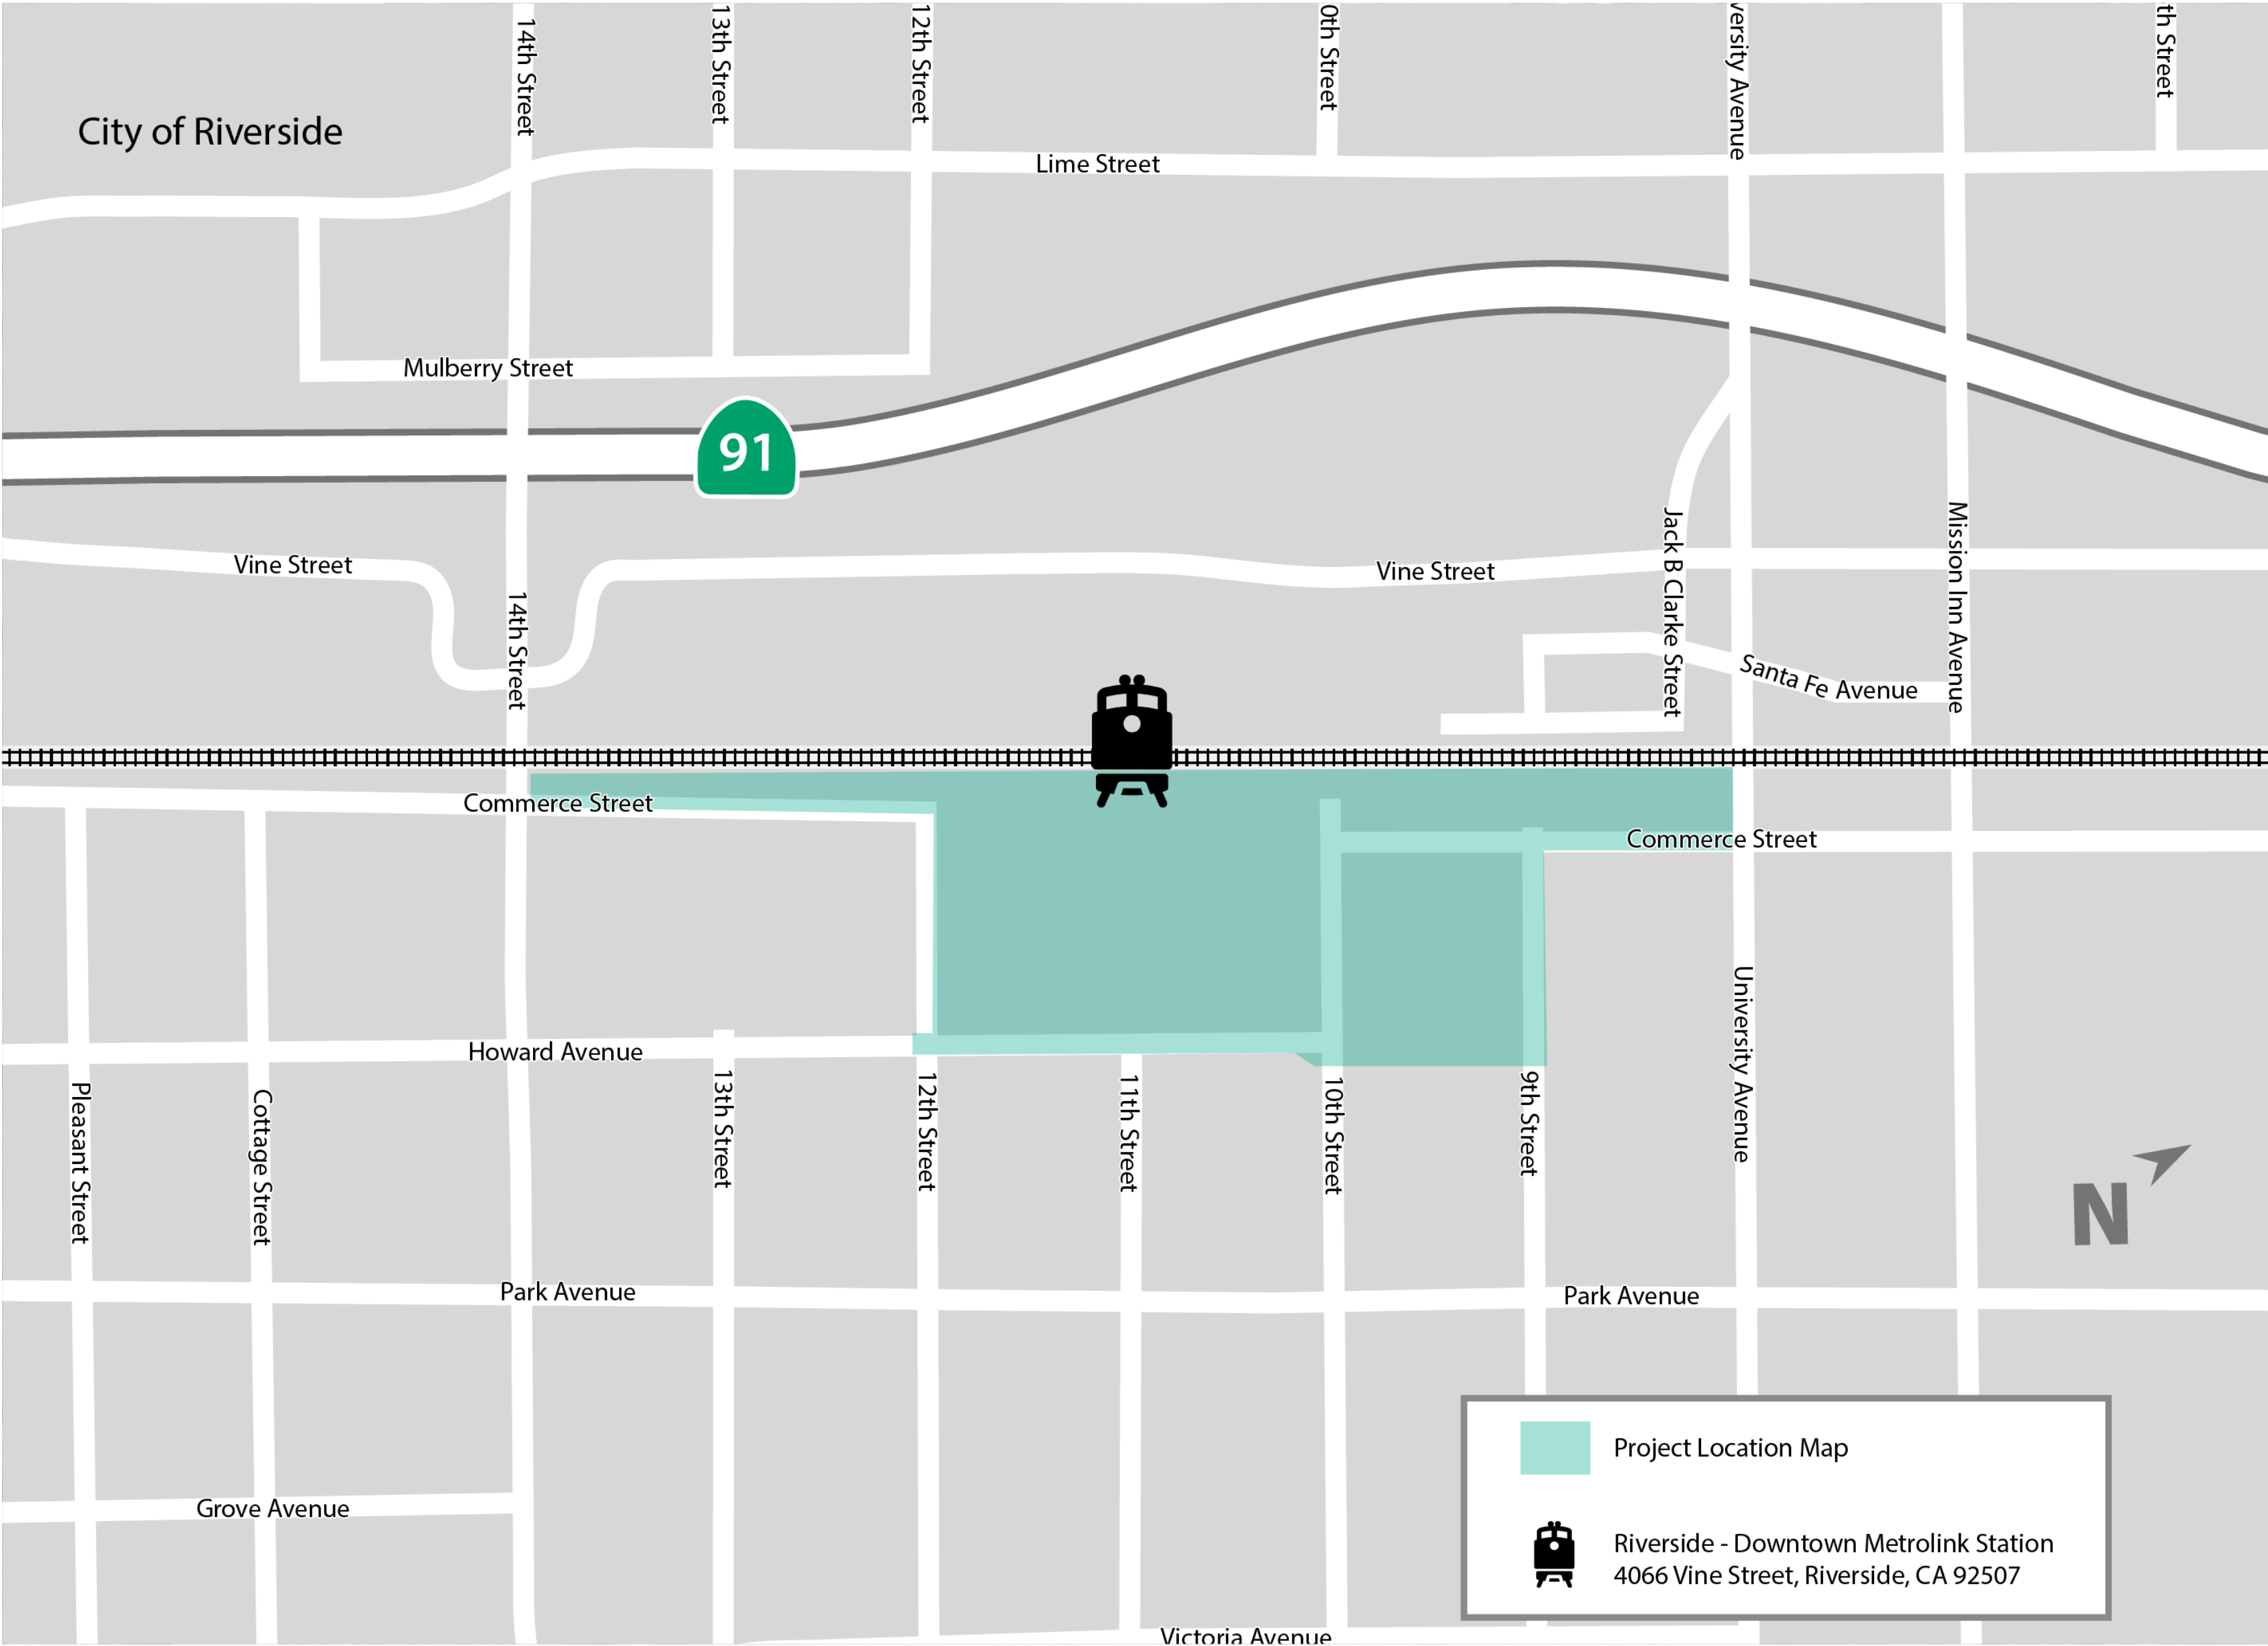 14th Street
13th Street
12th Street
0th Street
versity Avenue
th Street
City of Riverside
Lime Street
Mulberry Street
91
Vine Street
Vine Street
14th Street
Jack B Clarke Street
Mission Inn Avenue
Santa Fe Avenue
Commerce Street
Commerce Street
Howard Avenue
University Avenue
Pleasant Street
Cottage Street
13th Street
12th Street
11th Street
10th Street
9th Street
N
Park Avenue
Park Avenue
Project Location Map
Grove Avenue
Riverside - Downtown Metrolink Station
4066 Vine Street, Riverside, CA 92507
Victoria Avenue